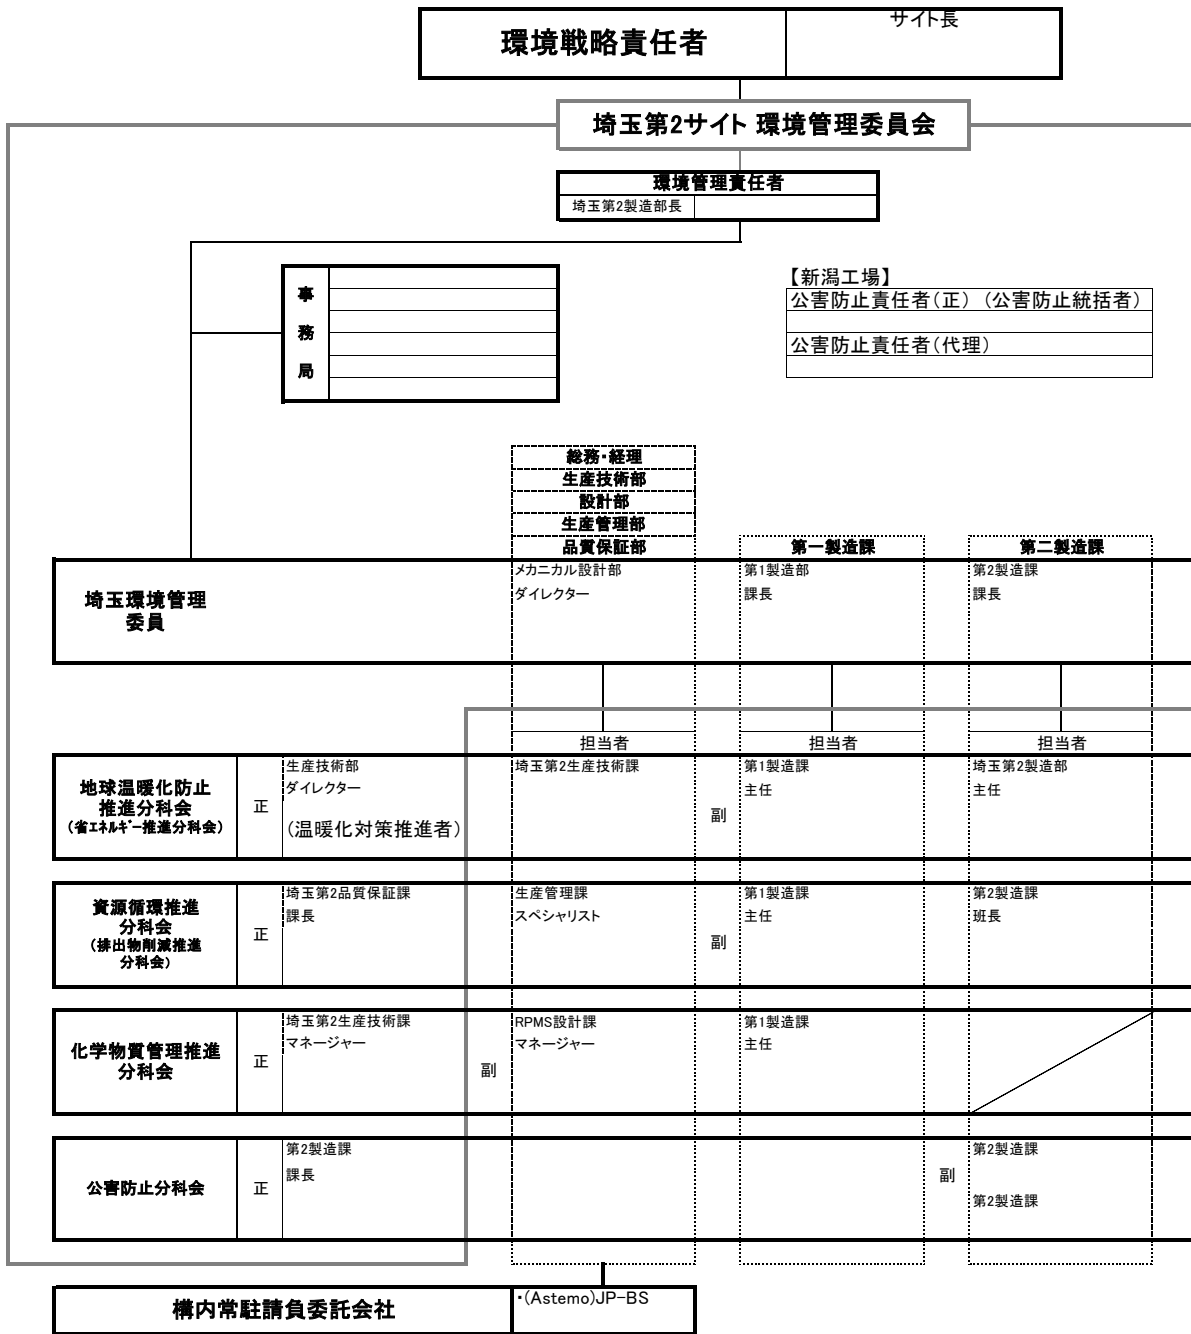 環境戦略責任者
サイト長
埼玉第2サイト 環境管理委員会
環境管理責任者
埼玉第2製造部長
事務局
【新潟工場】
公害防止責任者(正) (公害防止統括者)
公害防止責任者(代理)
総務・経理
生産技術部
設計部
生産管理部
品質保証部
第一製造課
第二製造課
埼玉環境管理
委員
メカニカル設計部
ダイレクター
第1製造部
課長
第2製造課
課長
担当者
担当者
担当者
地球温暖化防止
推進分科会
(省エネルギー推進分科会)
正
生産技術部
ダイレクター
(温暖化対策推進者)
埼玉第2生産技術課
副
第1製造課
主任
埼玉第2製造部
主任
資源循環推進
分科会
(排出物削減推進
分科会)
正
埼玉第2品質保証課
課長
生産管理課
スペシャリスト
副
第1製造課
主任
第2製造課
班長
化学物質管理推進
分科会
正
埼玉第2生産技術課
マネージャー
副
RPMS設計課
マネージャー
第1製造課
主任
公害防止分科会
正
第2製造課
課長
副
第2製造課
第2製造課
構内常駐請負委託会社
・(Astemo)JP-BS